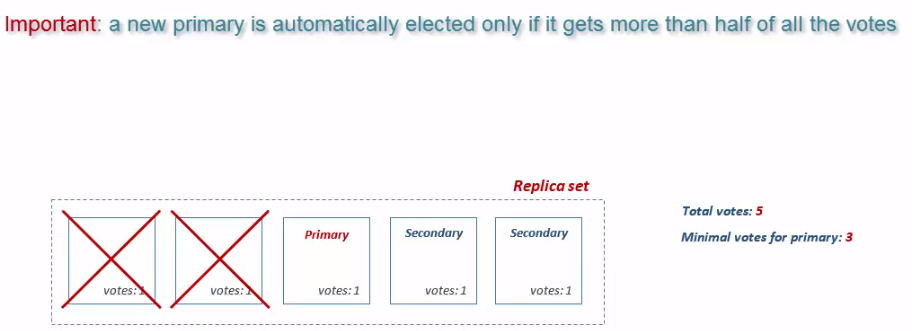 Important: a new primary is automatically elected only if it gets more than half of all the votes
Replica set
Total votes: 5
Minimal votes for primary: 3
Primary
Secondary
Secondary
votes: 1
votes: 1
votes: 1
votes: 1
votes: 1